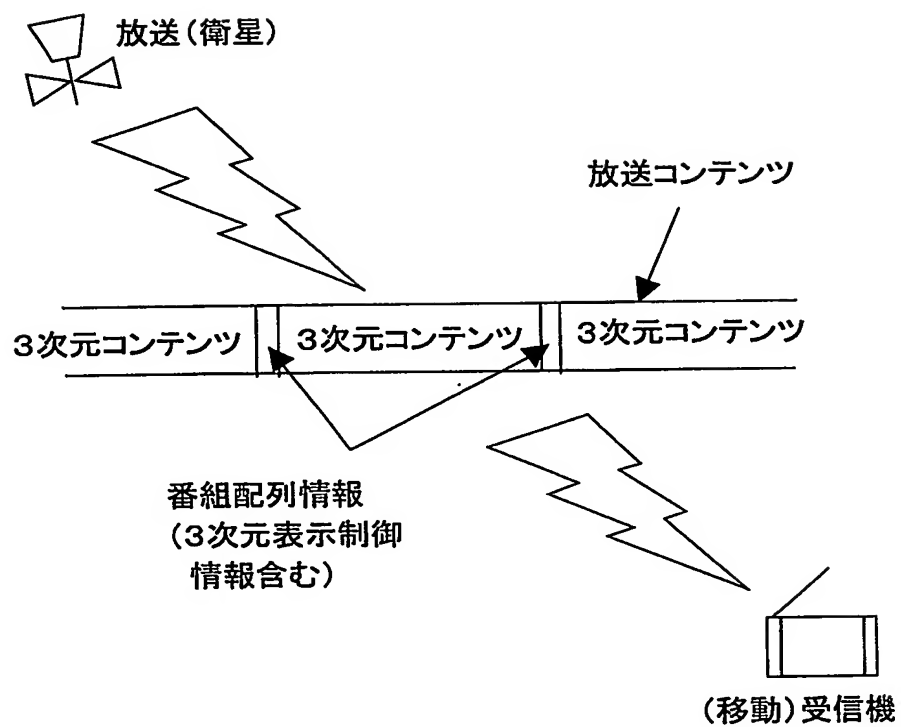 放送(衛星)
放送コンテンツ
3次元コンテンツ
3次元コンテンツ
3次元コンテンツ
番組配列情報
(3次元表示制御
情報含む)
(移動)受信機